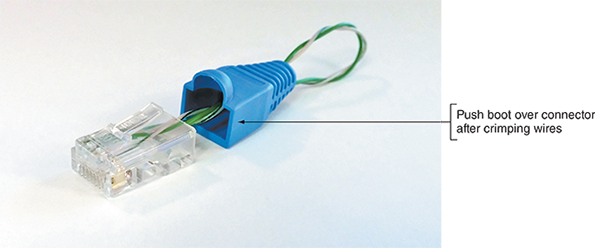 Push boot over connector
after crimping wires